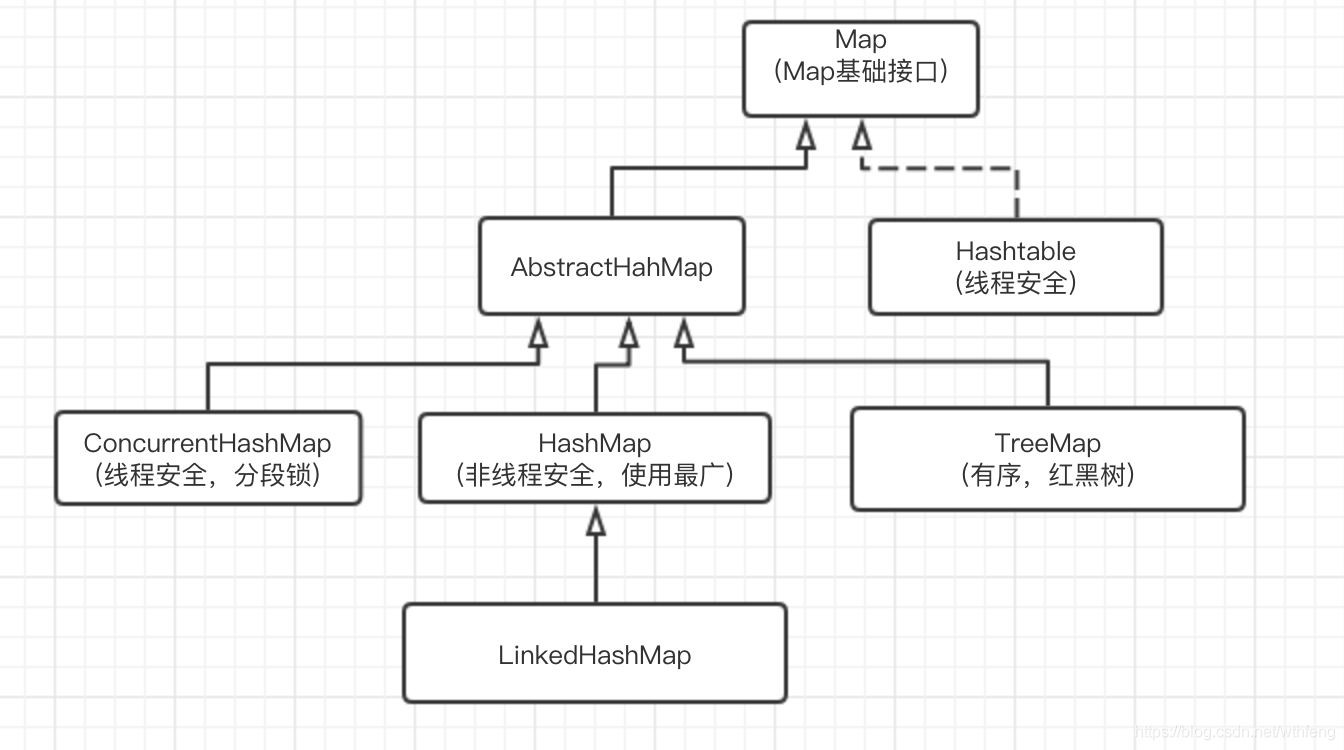 Map
（Map基础接口）
AbstractHahMap
Hashtable
（线程安全）
ConcurrentHashMap
（线程安全，分段锁）
HashMap
（非线程安全，使用最广）
TreeMap
（有序，红黑树）
LinkedHashMap
https://blog.csdn.net/wthfeng